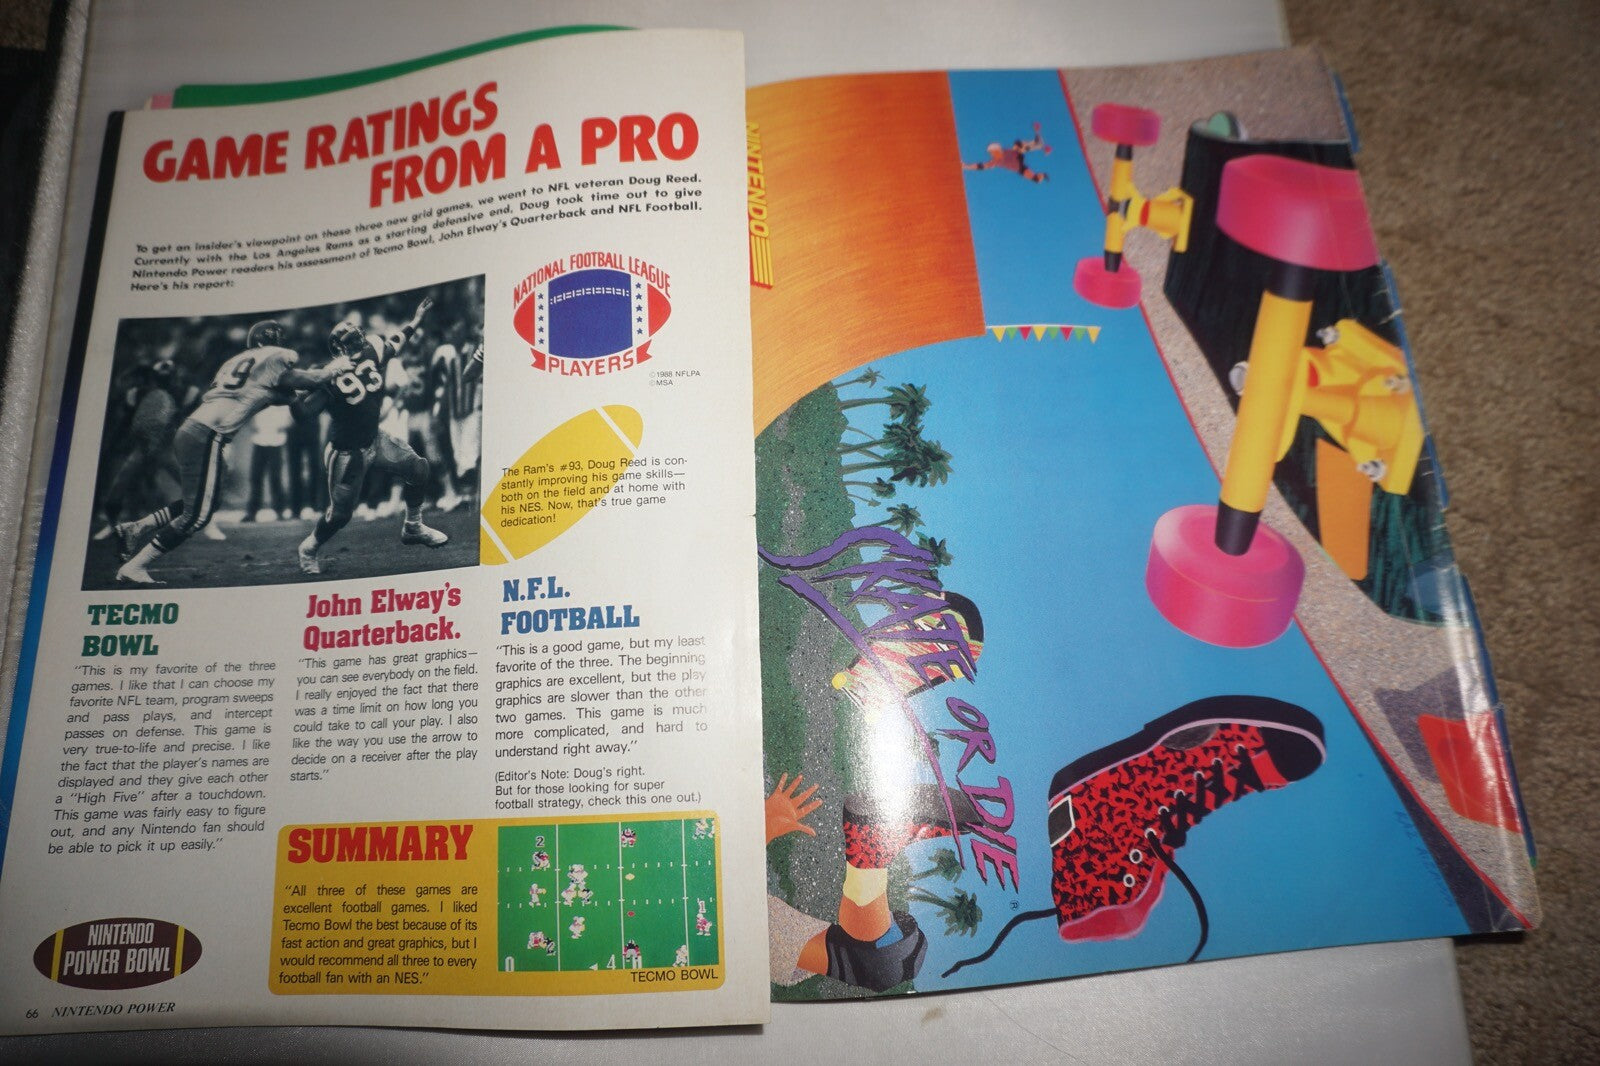 GAME RATINGS
FROM A PRO
To get an insider's viewpoint on these three new grid games, we went to NFL veteran Doug Reed.
Currently with the Los Angeles Rams as a starting defensive end, Doug took time out to give
Nintendo Power readers his assessment of Tecmo Bowl, John Elway's Quarterback and NFL Football.
Here's his report:
NATIONAL FOOTBALL LEAGUE
PLAYERS
©1988 NFLPA
©MSA
93
9
The Ram's #93, Doug Reed is con-
stantly improving his game skills—
both on the field and at home with
his NES. Now, that's true game
dedication!
TECMO
BOWL
"This is my favorite of the three
games. I like that I can choose my
favorite NFL team, program sweeps
and pass plays, and intercept
passes on defense. This game is
very true-to-life and precise. I like
the fact that the player's names are
displayed and they give each other
a "High Five" after a touchdown.
This game was fairly easy to figure
out, and any Nintendo fan should
be able to pick it up easily."
John Elway's
Quarterback.
"This game has great graphics—
you can see everybody on the field.
I really enjoyed the fact that there
was a time limit on how long you
could take to call your play. I also
like the way you use the arrow to
decide on a receiver after the play
starts."
N.F.L.
FOOTBALL
"This is a good game, but my least
favorite of the three. The beginning
graphics are excellent, but the play
graphics are slower than the other
two games. This game is much
more complicated, and hard to
understand right away."
(Editor's Note: Doug's right.
But for those looking for super
football strategy, check this one out.)
SUMMARY
"All three of these games are
excellent football games. I liked
Tecmo Bowl the best because of its
fast action and great graphics, but I
would recommend all three to every
football fan with an NES."
2
1
0
4
TECMO BOWL
NINTENDO
POWER BOWL
66 NINTENDO POWER
NINTENDO
SKATE OR DIE
®